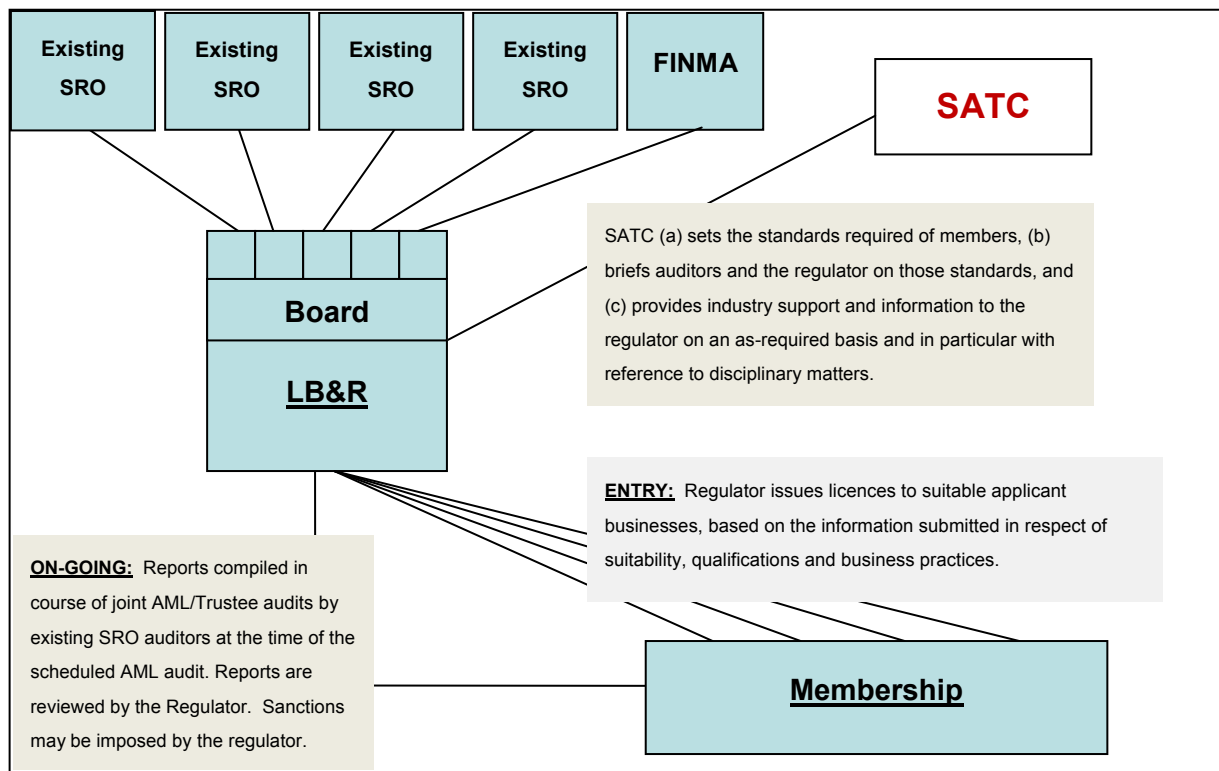 Existing
SRO
Existing
SRO
Existing
SRO
Existing
SRO
FINMA
SATC
SATC (a) sets the standards required of members, (b)
briefs auditors and the regulator on those standards, and
(c) provides industry support and information to the
regulator on an as-required basis and in particular with
reference to disciplinary matters.
Board
LB&R
ENTRY: Regulator issues licences to suitable applicant
businesses, based on the information submitted in respect of
suitability, qualifications and business practices.
ON-GOING: Reports compiled in
course of joint AML/Trustee audits by
existing SRO auditors at the time of the
scheduled AML audit. Reports are
reviewed by the Regulator. Sanctions
may be imposed by the regulator.
Membership